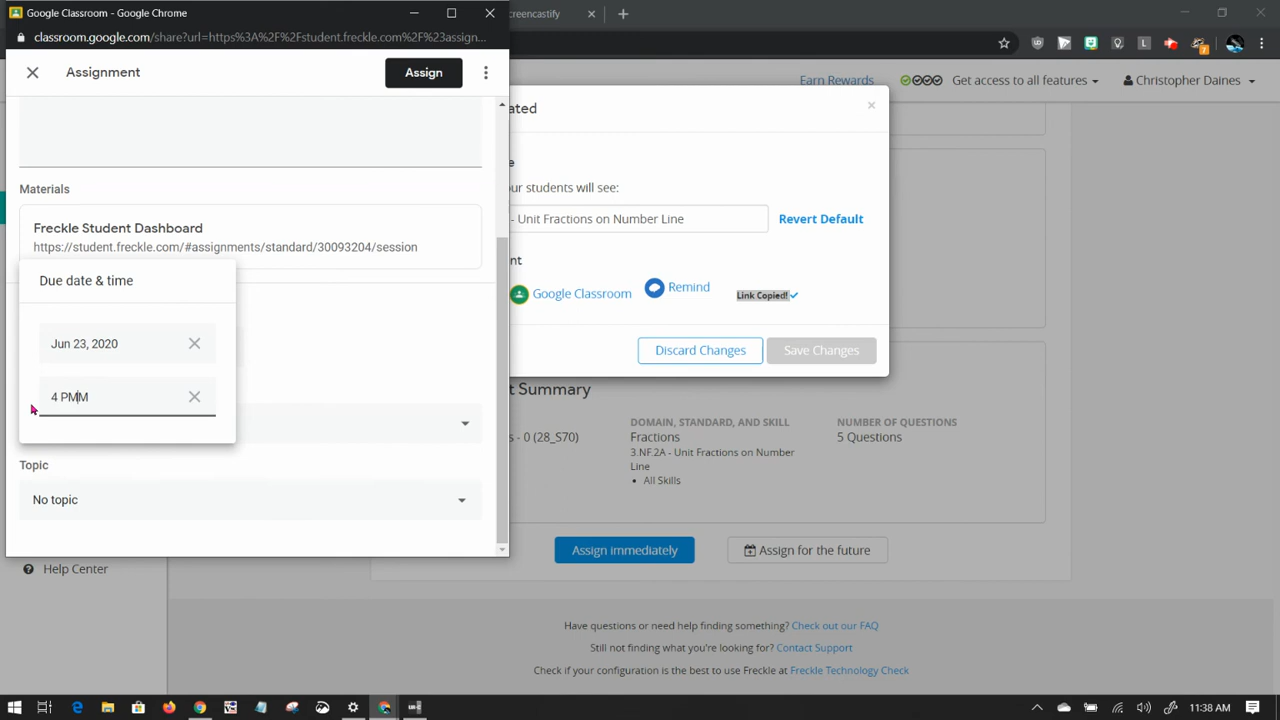 Google Classroom - Google Chrome
classroom.google.com/share?url=https%3A%2F%2Fstudent.freckle.com%2F%23assign...
Assignment
Assign
Materials
Freckle Student Dashboard
https://student.freckle.com/#assignments/standard/30093204/session
Due date & time
Jun 23, 2020
4 PMM
Topic
No topic
Help Center
creencastify
Earn Rewards
Get access to all features
Christopher Daines
ated
e
our students will see:
- Unit Fractions on Number Line
Revert Default
nt
Google Classroom
Remind
Link Copied!
Discard Changes
Save Changes
t Summary
s - 0 (28_S70)
DOMAIN, STANDARD, AND SKILL
Fractions
3.NF.2A - Unit Fractions on Number
Line
All Skills
NUMBER OF QUESTIONS
5 Questions
Assign immediately
Assign for the future
Have questions or need help finding something? Check out our FAQ
Still not finding what you're looking for? Contact Support
Check if your configuration is the best to use Freckle at Freckle Technology Check
11:38 AM